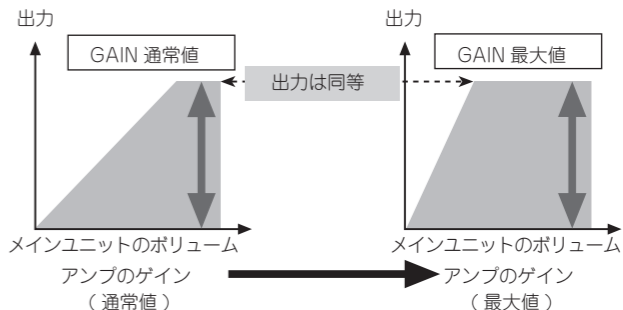 出力
出力
GAIN 通常値
GAIN 最大値
出力は同等
メインユニットのボリューム
メインユニットのボリューム
アンプのゲイン
アンプのゲイン
( 通常値 )
( 最大値 )